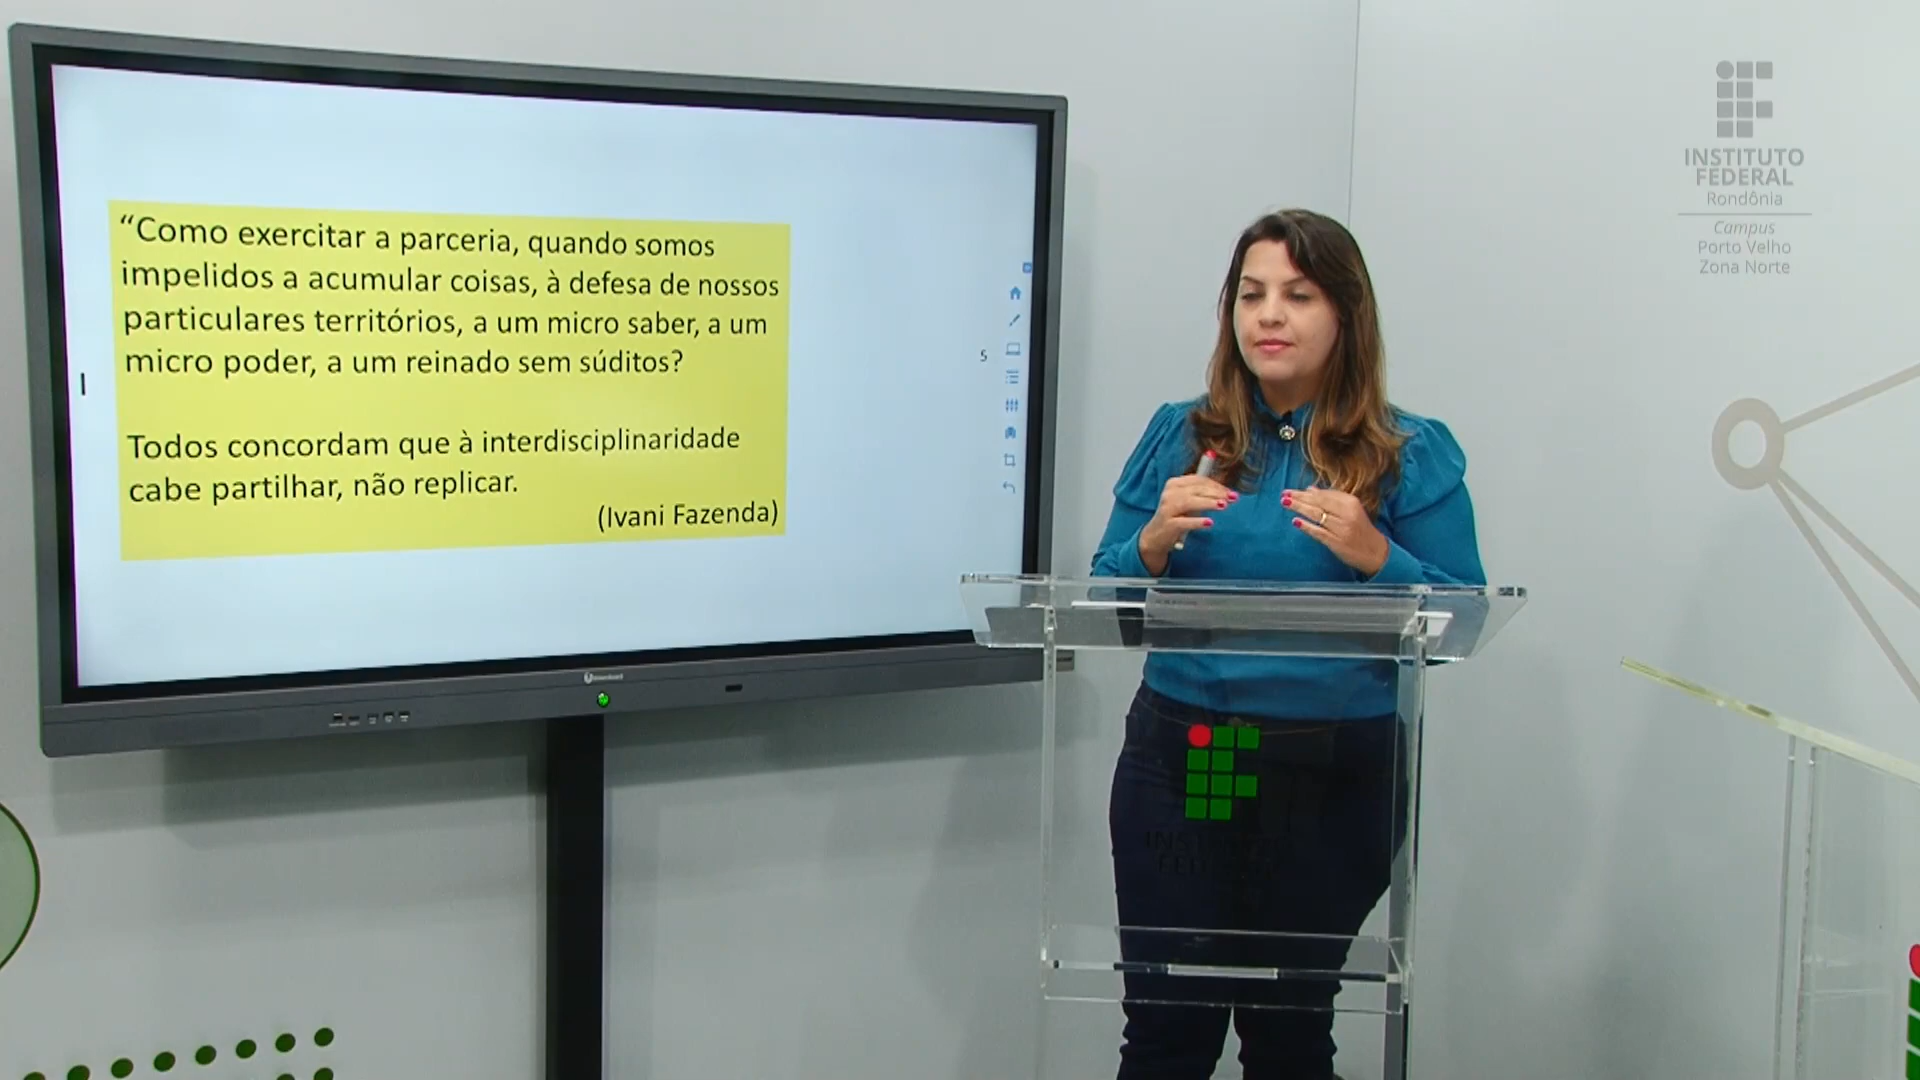 “Como exercitar a parceria, quando somos
impelidos a acumular coisas, à defesa de nossos
particulares territórios, a um micro saber, a um
micro poder, a um reinado sem súditos?
Todos concordam que à interdisciplinaridade
cabe partilhar, não replicar.
(Ivani Fazenda)
5
INSTITUTO
FEDERAL
Rondônia
Campus
Porto Velho
Zona Norte